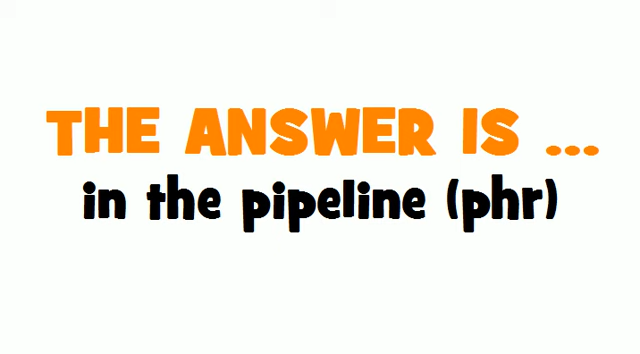 THE ANSWER IS ...
in the pipeline (phr)